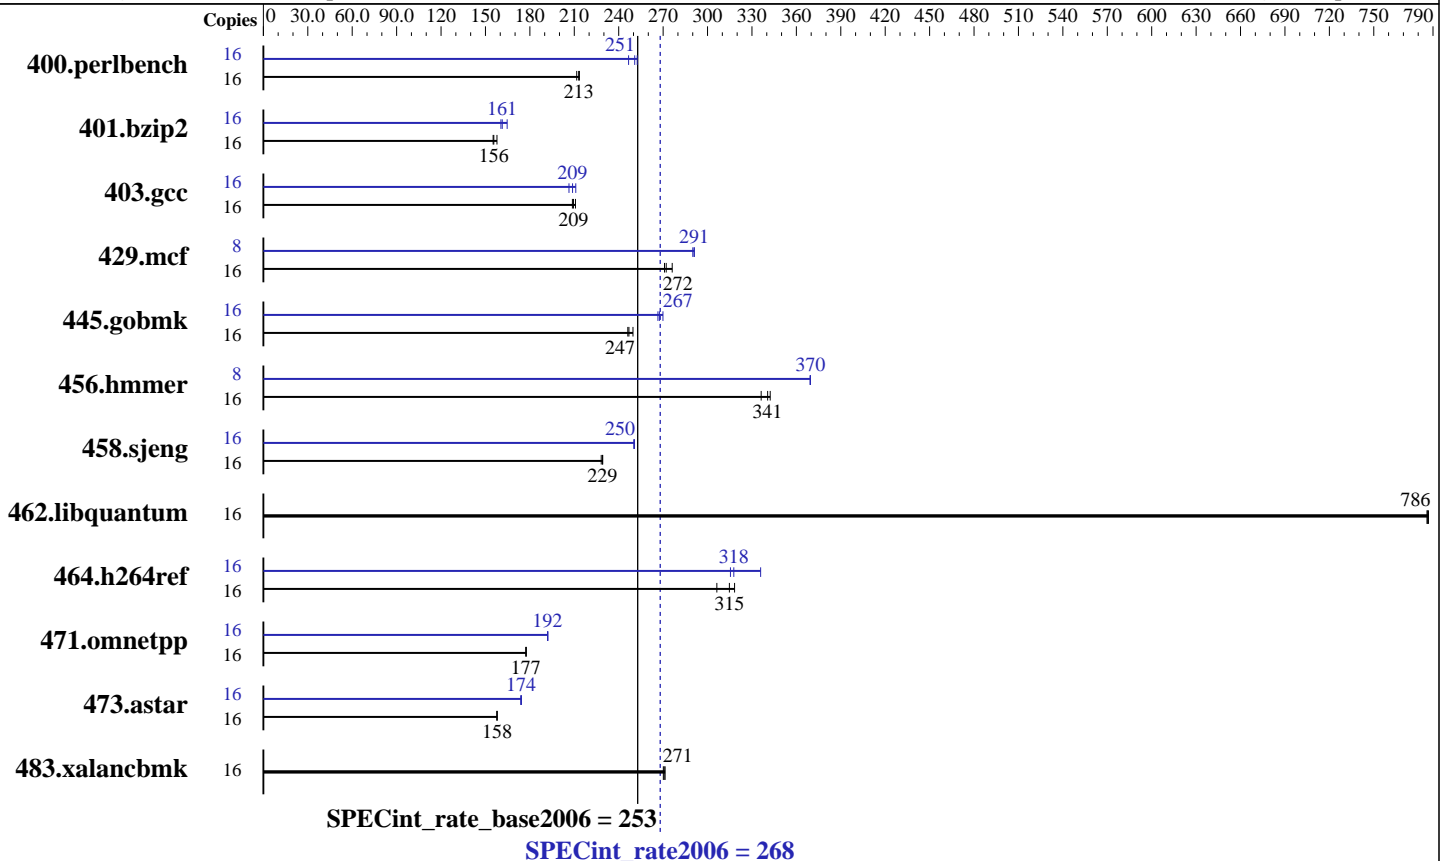 Copies 0 30.0 60.0 90.0 120 150 180 210 240 270 300 330 360 390 420 450 480 510 540 570 600 630 660 690 720 750 790
400.perlbench 16 251
16 213
401.bzip2 16 161
16 156
403.gcc 16 209
16 209
429.mcf 8 291
16 272
445.gobmk 16 267
16 247
456.hmmer 8 370
16 341
458.sjeng 16 250
16 229
462.libquantum 16 786
464.h264ref 16 318
16 315
471.omnetpp 16 192
16 177
473.astar 16 174
16 158
483.xalancbmk 16 271
SPECint_rate_base2006 = 253
SPECint_rate2006 = 268